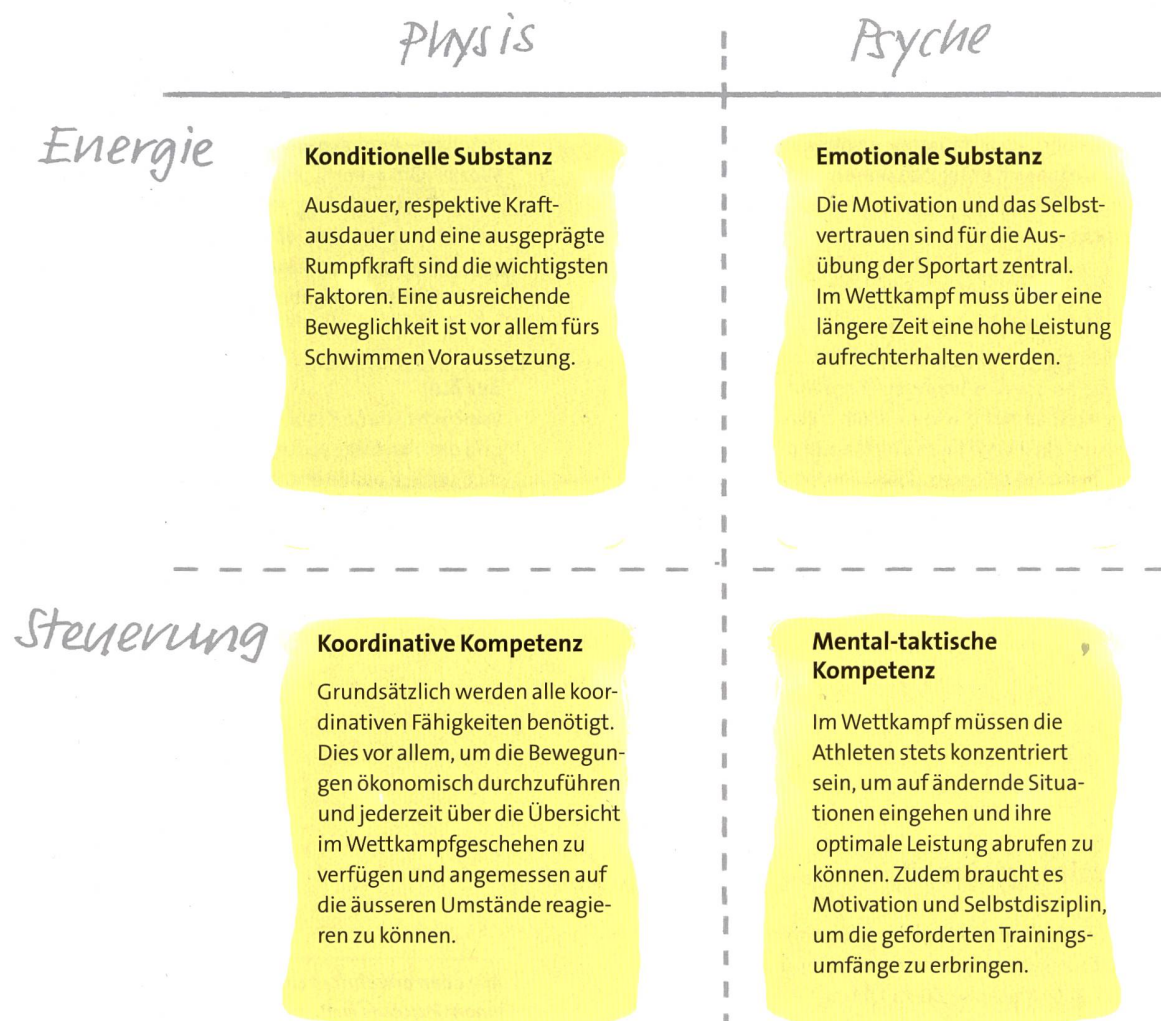 Physis
Psyche
Energie
Konditionelle Substanz
Ausdauer, respektive Kraft-
ausdauer und eine ausgeprägte
Rumpfkraft sind die wichtigsten
Faktoren. Eine ausreichende
Beweglichkeit ist vor allem fürs
Schwimmen Voraussetzung.
Emotionale Substanz
Die Motivation und das Selbst-
vertrauen sind für die Aus-
übung der Sportart zentral.
Im Wettkampf muss über eine
längere Zeit eine hohe Leistung
aufrechterhalten werden.
Steuerung
Koordinative Kompetenz
Grundsätzlich werden alle koor-
dinativen Fähigkeiten benötigt.
Dies vor allem, um die Bewegun-
gen ökonomisch durchzuführen
und jederzeit über die Übersicht
im Wettkampfgeschehen zu
verfügen und angemessen auf
die äusseren Umstände reagie-
ren zu können.
Mental-taktische
Kompetenz
Im Wettkampf müssen die
Athleten stets konzentriert
sein, um auf ändernde Situa-
tionen eingehen und ihre
optimale Leistung abrufen zu
können. Zudem braucht es
Motivation und Selbstdisziplin,
um die geforderten Trainings-
umfänge zu erbringen.